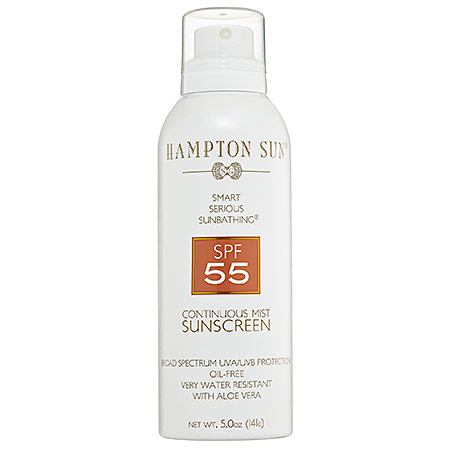 HAMPTON SUN®
SMART
SERIOUS
SUNBATHING®
SPF
55
CONTINUOUS MIST
SUNSCREEN
BROAD SPECTRUM UVA/UVB PROTECTION
OIL-FREE
VERY WATER RESISTANT
WITH ALOE VERA
NET WT. 5.0oz (141g)